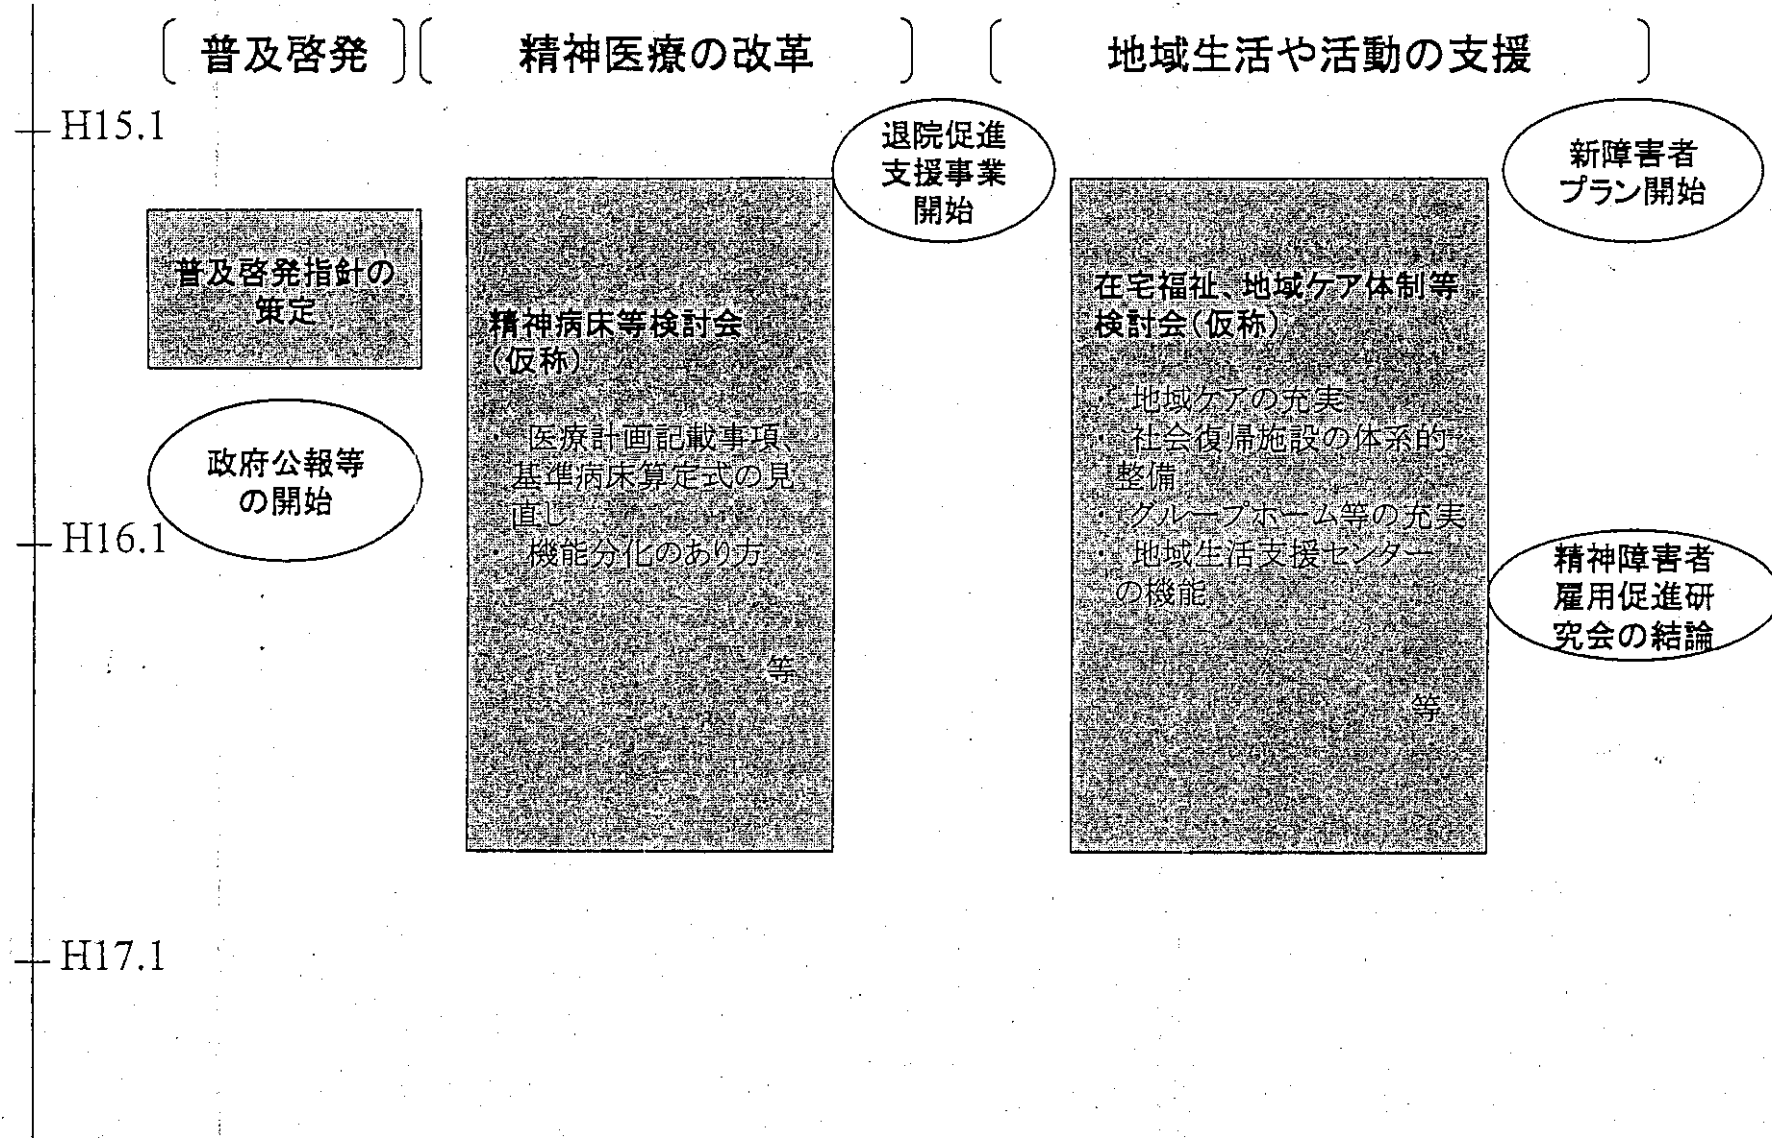 〔 普及啓発 〕
〔 精神医療の改革 〕
〔 地域生活や活動の支援 〕
H15.1
H16.1
H17.1
普及啓発指針の
策定
政府公報等
の開始
精神病床等検討会
(仮称)
・ 医療計画記載事項、
基準病床算定式の見
直し
・ 機能分化のあり方
等
退院促進
支援事業
開始
在宅福祉、地域ケア体制等
検討会(仮称)
・ 地域ケアの充実
・ 社会復帰施設の体系的
整備
・ グループホーム等の充実
・ 地域生活支援センター
の機能
等
新障害者
プラン開始
精神障害者
雇用促進研
究会の結論